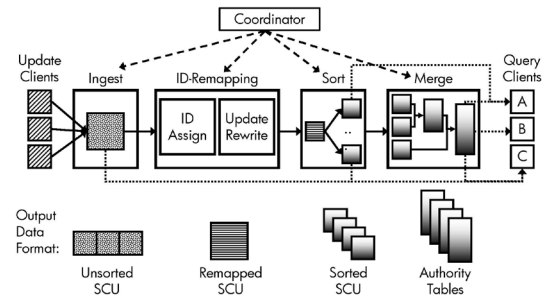 Coordinator
Update
Clients
Ingest
ID-Remapping
Sort
Merge
Query
Clients
ID
Assign
Update
Rewrite
A
B
C
Output
Data
Format:
Unsorted
SCU
Remapped
SCU
Sorted
SCU
Authority
Tables